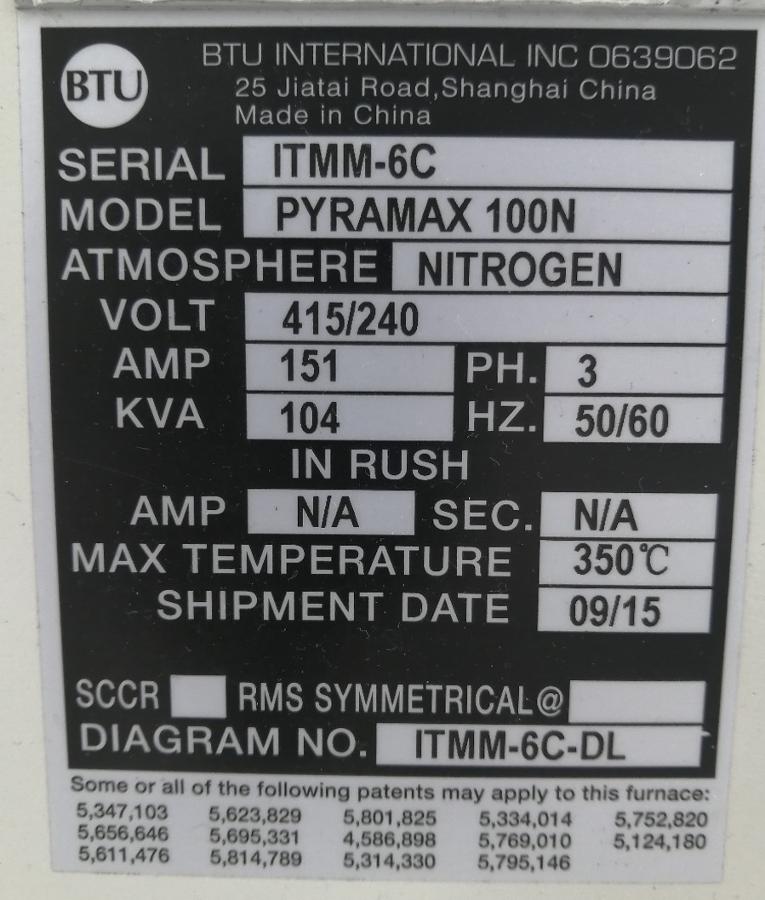 BTU BTU INTERNATIONAL INC 0639062
25 Jiatai Road,Shanghai China
Made in China
SERIAL ITMM-6C
MODEL PYRAMAX 100N
ATMOSPHERE NITROGEN
VOLT 415/240
AMP 151 PH. 3
KVA 104 HZ. 50/60
IN RUSH
AMP N/A SEC. N/A
MAX TEMPERATURE 350℃
SHIPMENT DATE 09/15
SCCR RMS SYMMETRICAL@
DIAGRAM NO. ITMM-6C-DL
Some or all of the following patents may apply to this furnace:
5,347,103 5,623,829 5,801,825 5,334,014 5,752,820
5,656,646 5,695,331 4,586,898 5,769,010 5,124,180
5,611,476 5,814,789 5,314,330 5,795,146